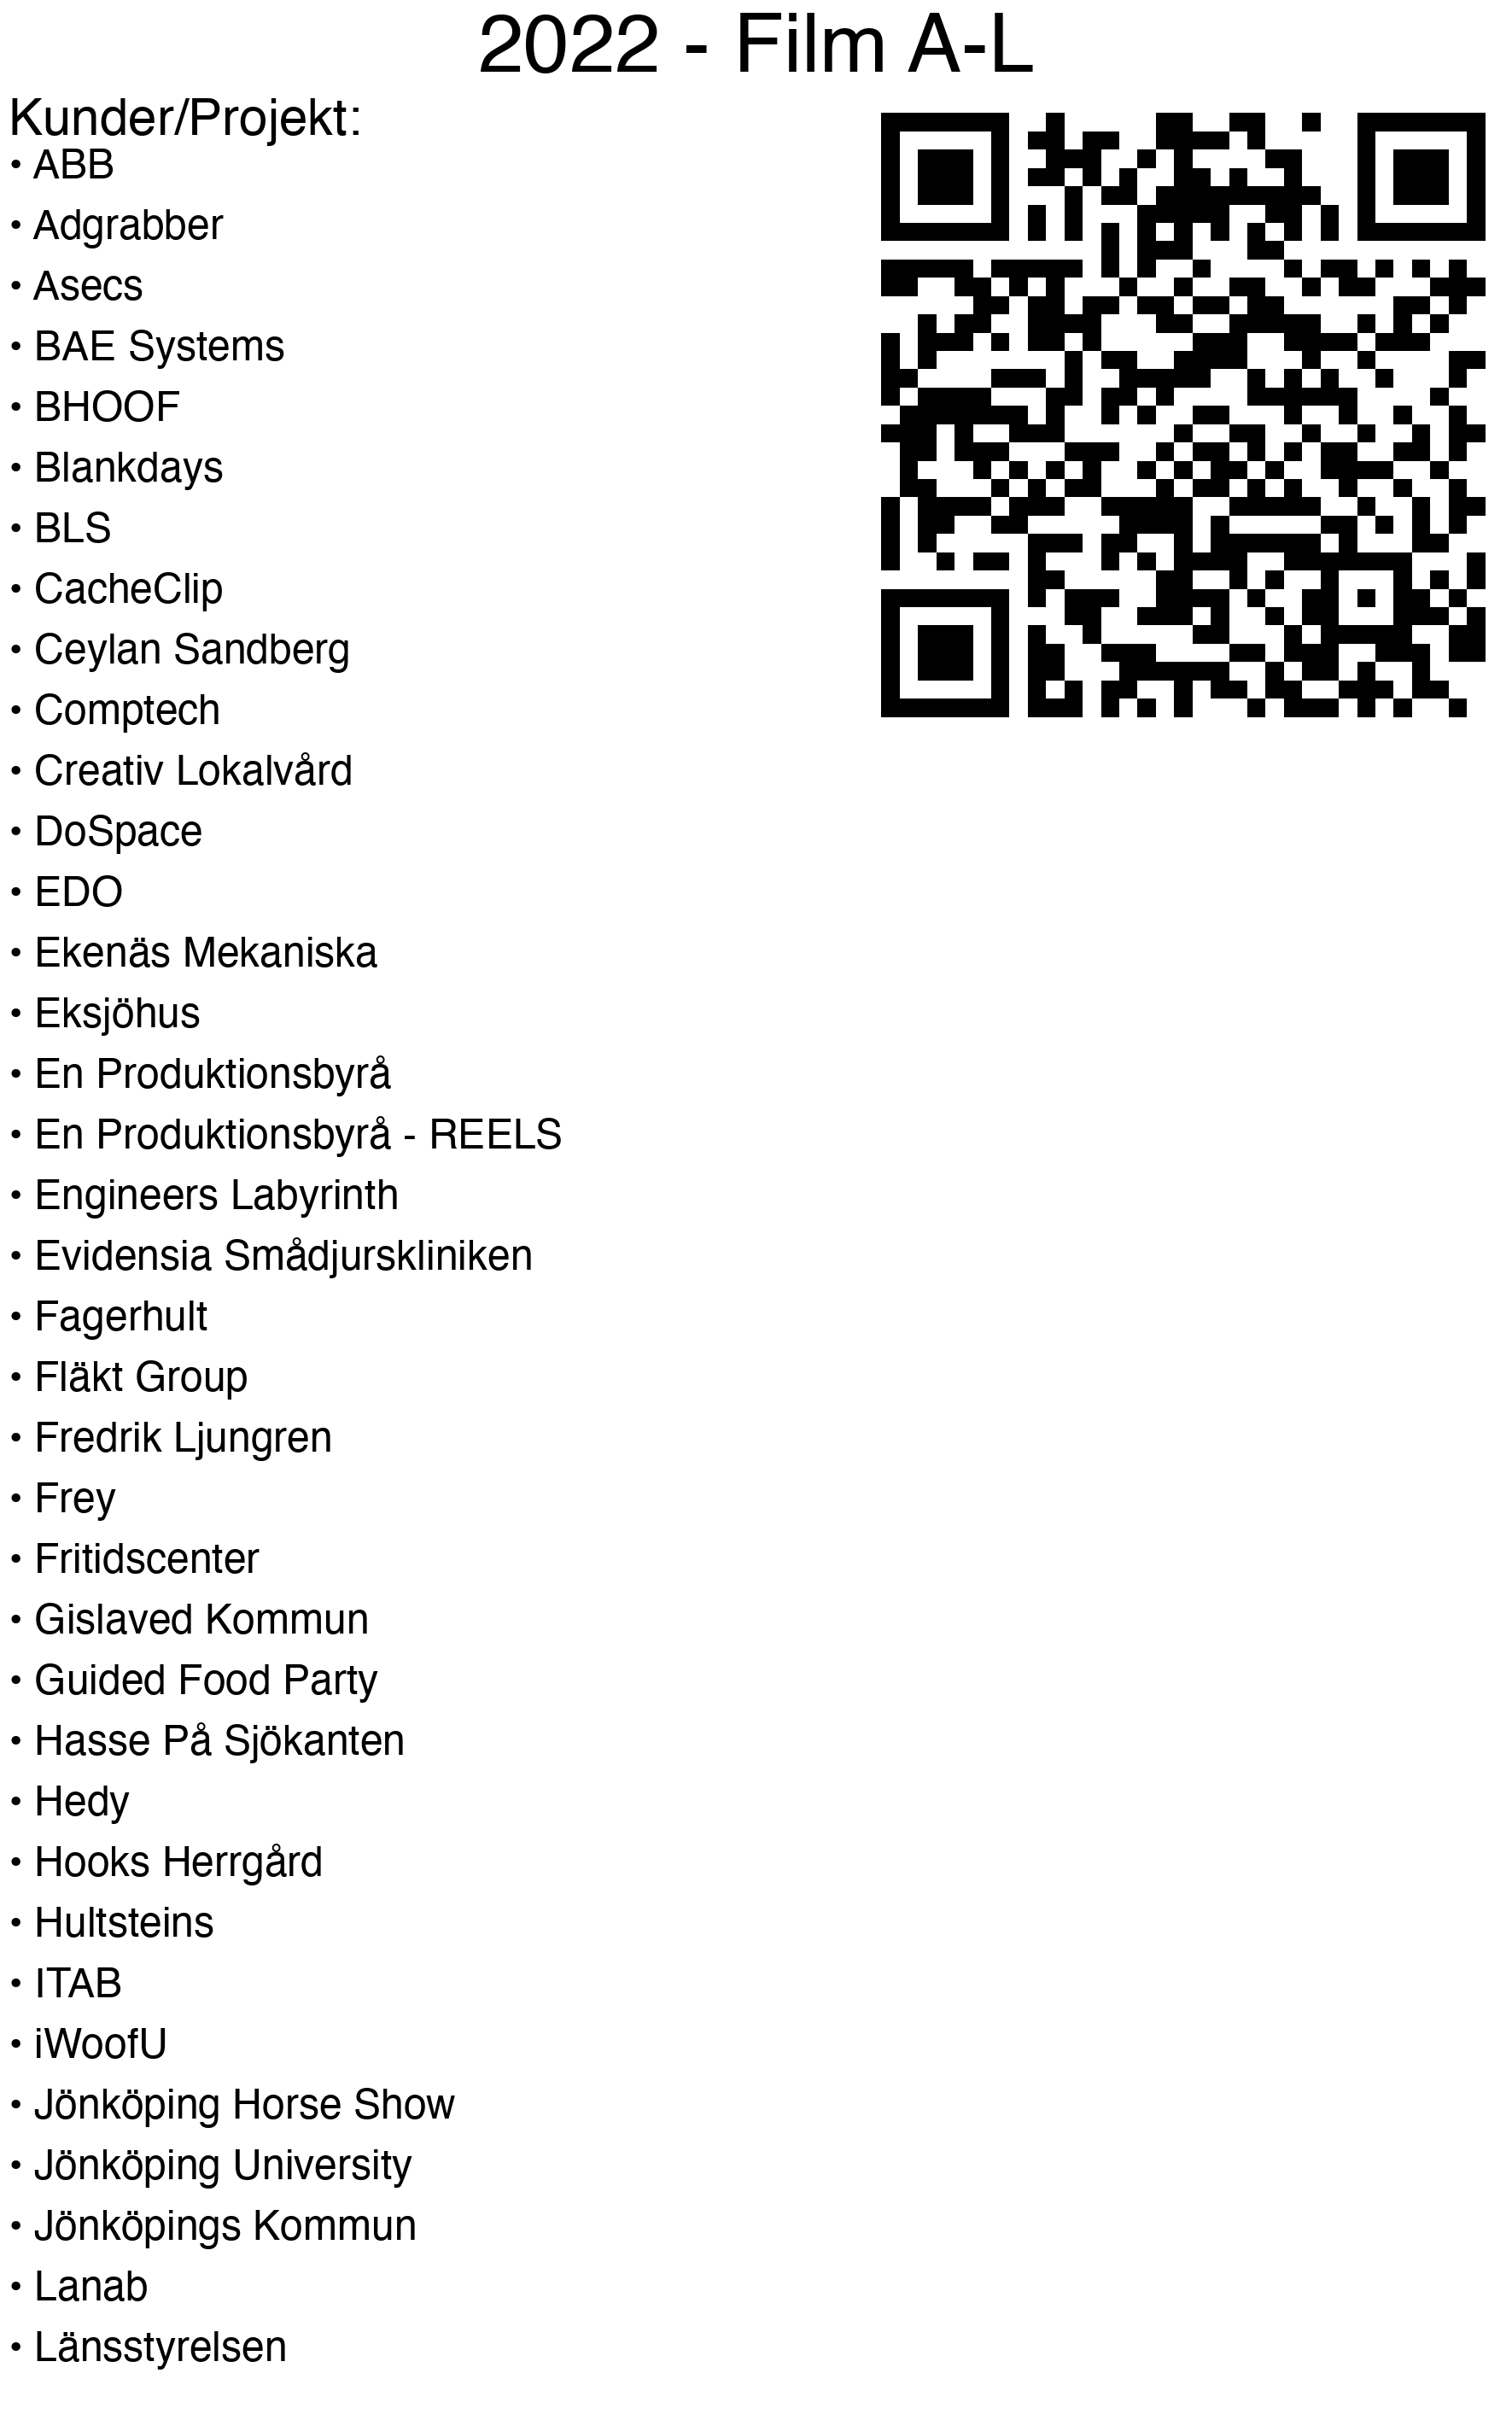 2022 - Film A-L
Kunder/Projekt:
• ABB
• Adgrabber
• Asecs
• BAE Systems
• BHOOF
• Blankdays
• BLS
• CacheClip
• Ceylan Sandberg
• Comptech
• Creativ Lokalvård
• DoSpace
• EDO
• Ekenäs Mekaniska
• Eksjöhus
• En Produktionsbyrå
• En Produktionsbyrå - REELS
• Engineers Labyrinth
• Evidensia Smådjurskliniken
• Fagerhult
• Fläkt Group
• Fredrik Ljungren
• Frey
• Fritidscenter
• Gislaved Kommun
• Guided Food Party
• Hasse På Sjökanten
• Hedy
• Hooks Herrgård
• Hultsteins
• ITAB
• iWoofU
• Jönköping Horse Show
• Jönköping University
• Jönköpings Kommun
• Lanab
• Länsstyrelsen